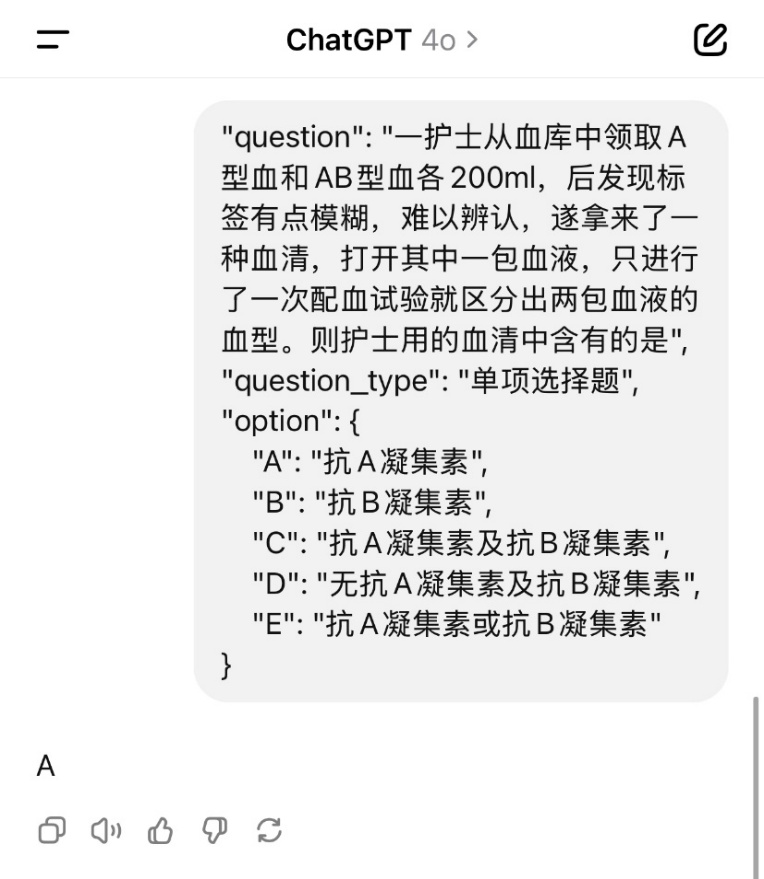 ChatGPT 4o >
"question": "一护士从血库中领取A
型血和AB型血各200ml，后发现标
签有点模糊，难以辨认，遂拿来了一
种血清，打开其中一包血液，只进行
了一次配血试验就区分出两包血液的
血型。则护士用的血清中含有的是",
"question_type": "单项选择题",
"option": {
"A": "抗A凝集素",
"B": "抗B凝集素",
"C": "抗A凝集素及抗B凝集素",
"D": "无抗A凝集素及抗B凝集素",
"E": "抗A凝集素或抗B凝集素"
}
A